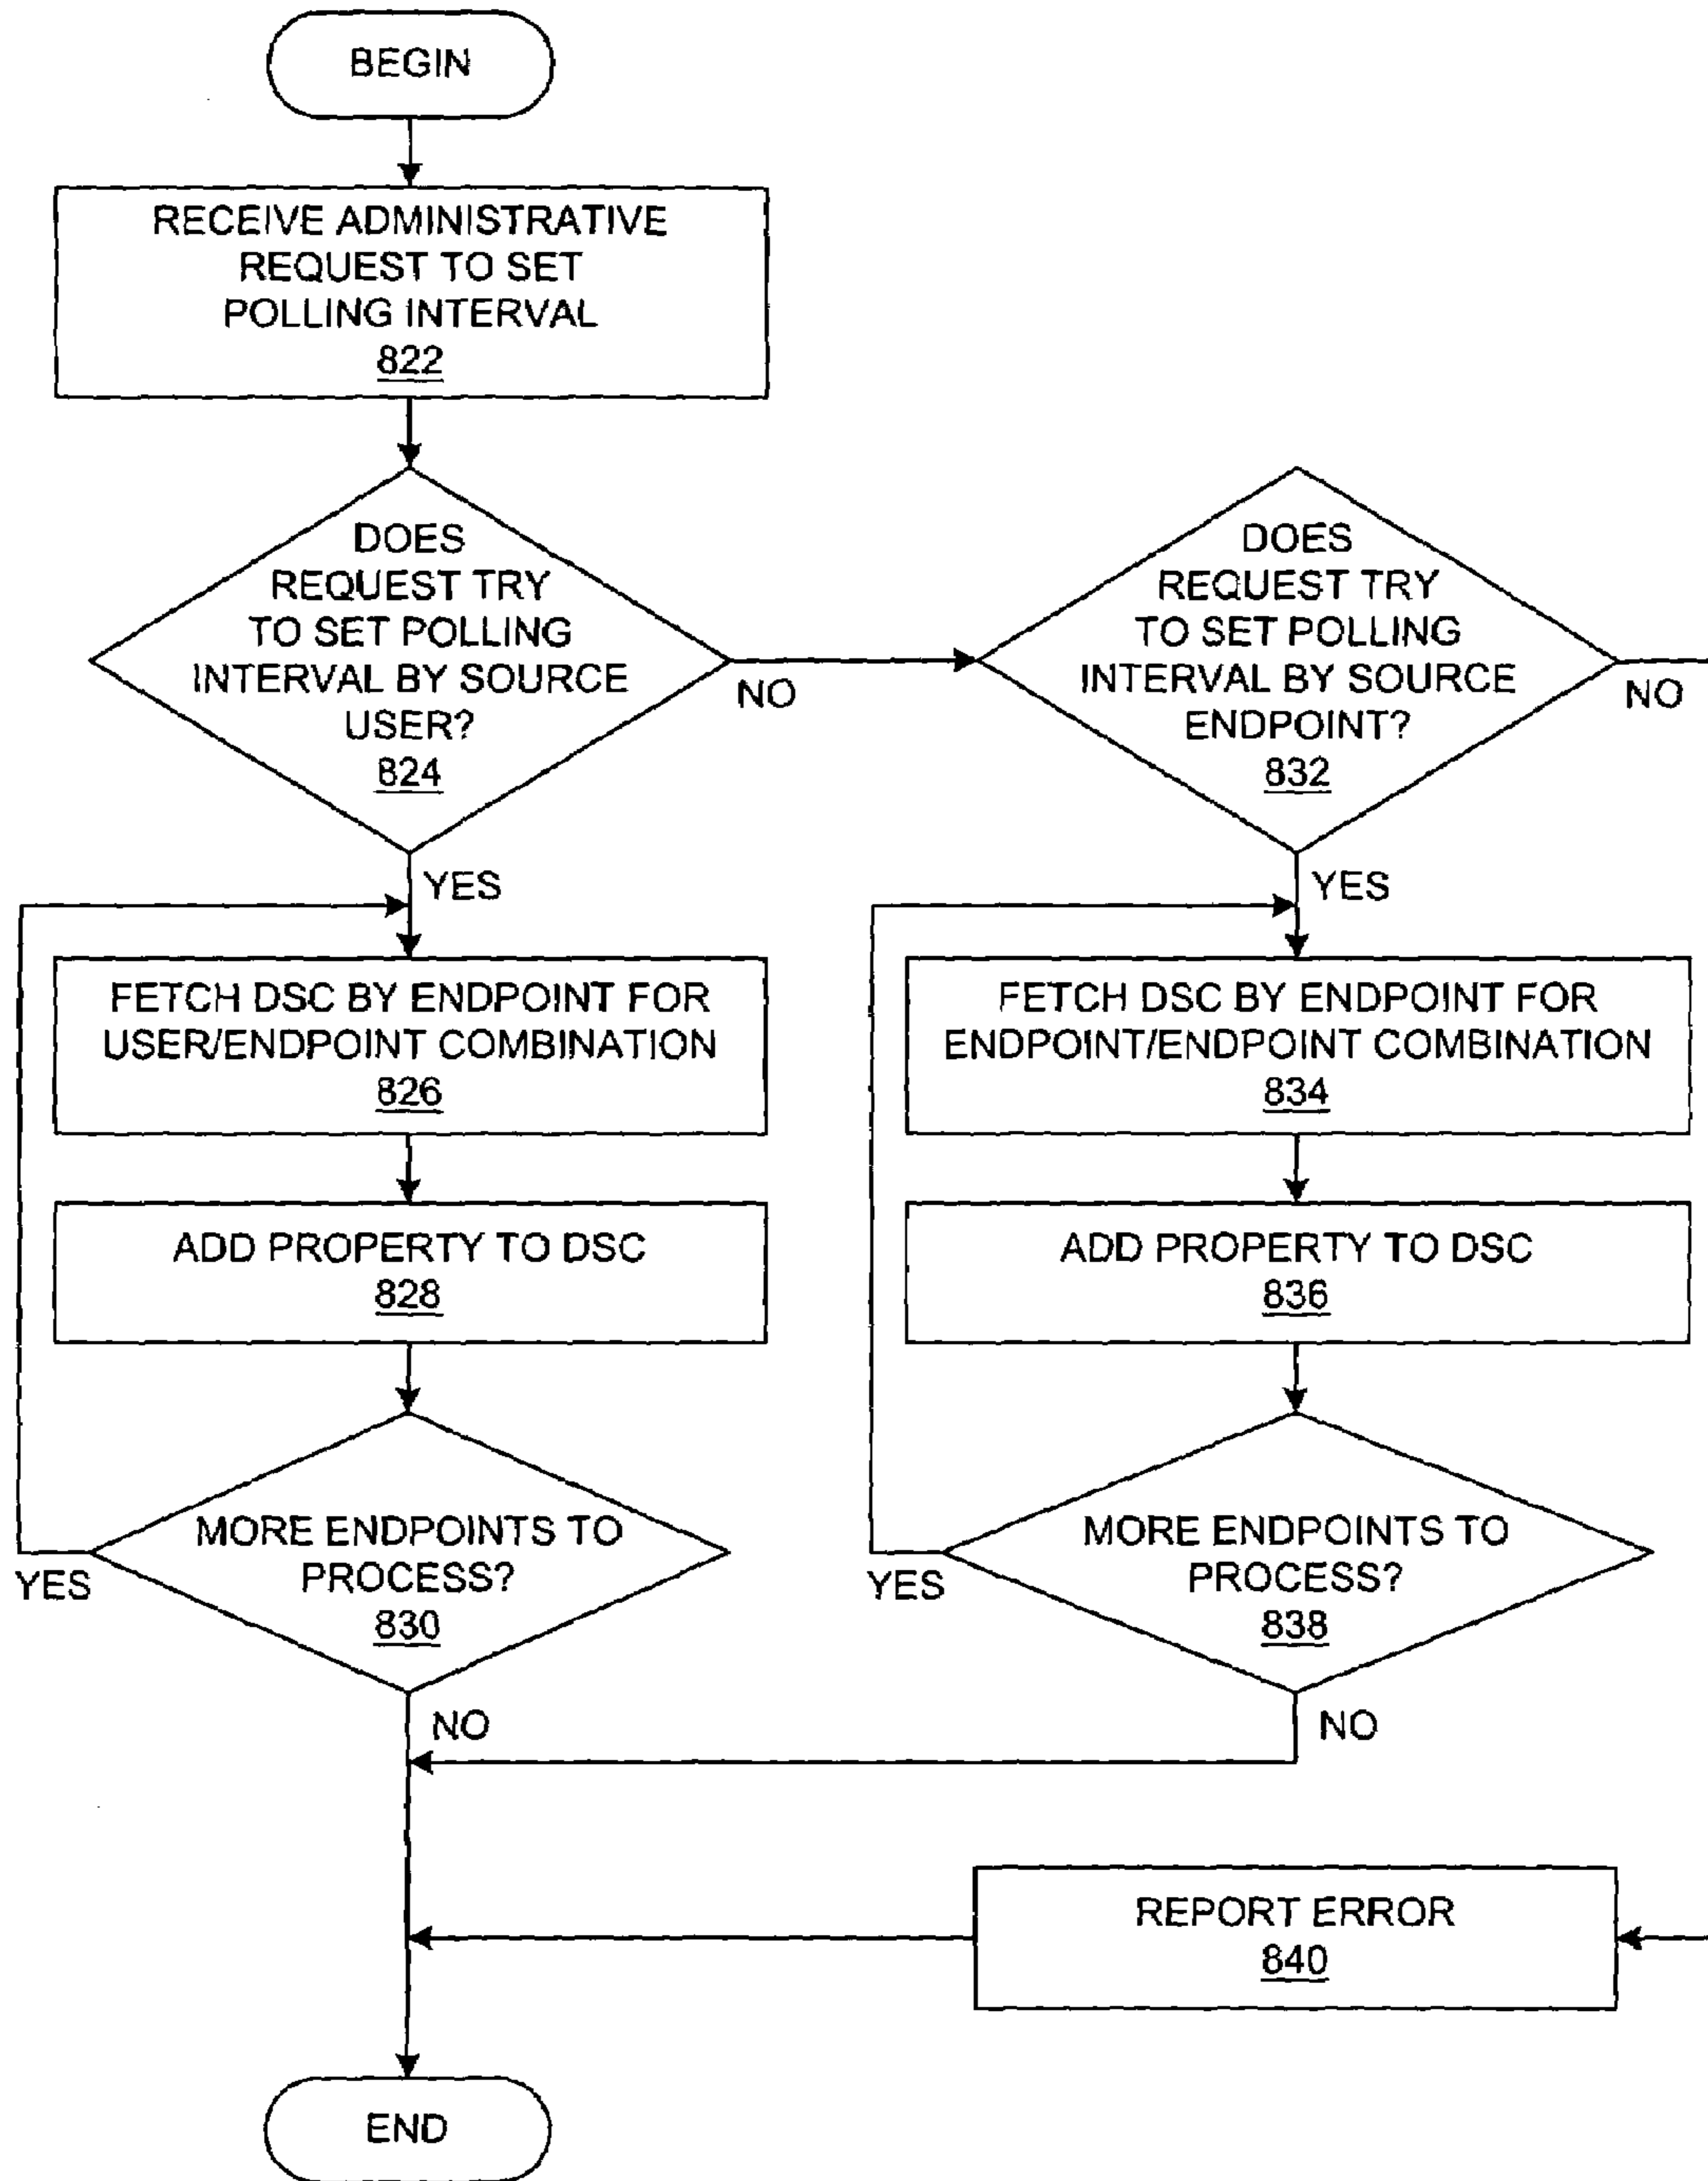 BEGIN
RECEIVE ADMINISTRATIVE
REQUEST TO SET
POLLING INTERVAL
822
DOES
REQUEST TRY
TO SET POLLING
INTERVAL BY SOURCE
USER?
824
NO
YES
DOES
REQUEST TRY
TO SET POLLING
INTERVAL BY SOURCE
ENDPOINT?
832
NO
YES
FETCH DSC BY ENDPOINT FOR
USER/ENDPOINT COMBINATION
826
FETCH DSC BY ENDPOINT FOR
ENDPOINT/ENDPOINT COMBINATION
834
ADD PROPERTY TO DSC
828
ADD PROPERTY TO DSC
836
MORE ENDPOINTS TO
PROCESS?
830
YES
NO
MORE ENDPOINTS TO
PROCESS?
838
YES
NO
REPORT ERROR
840
END